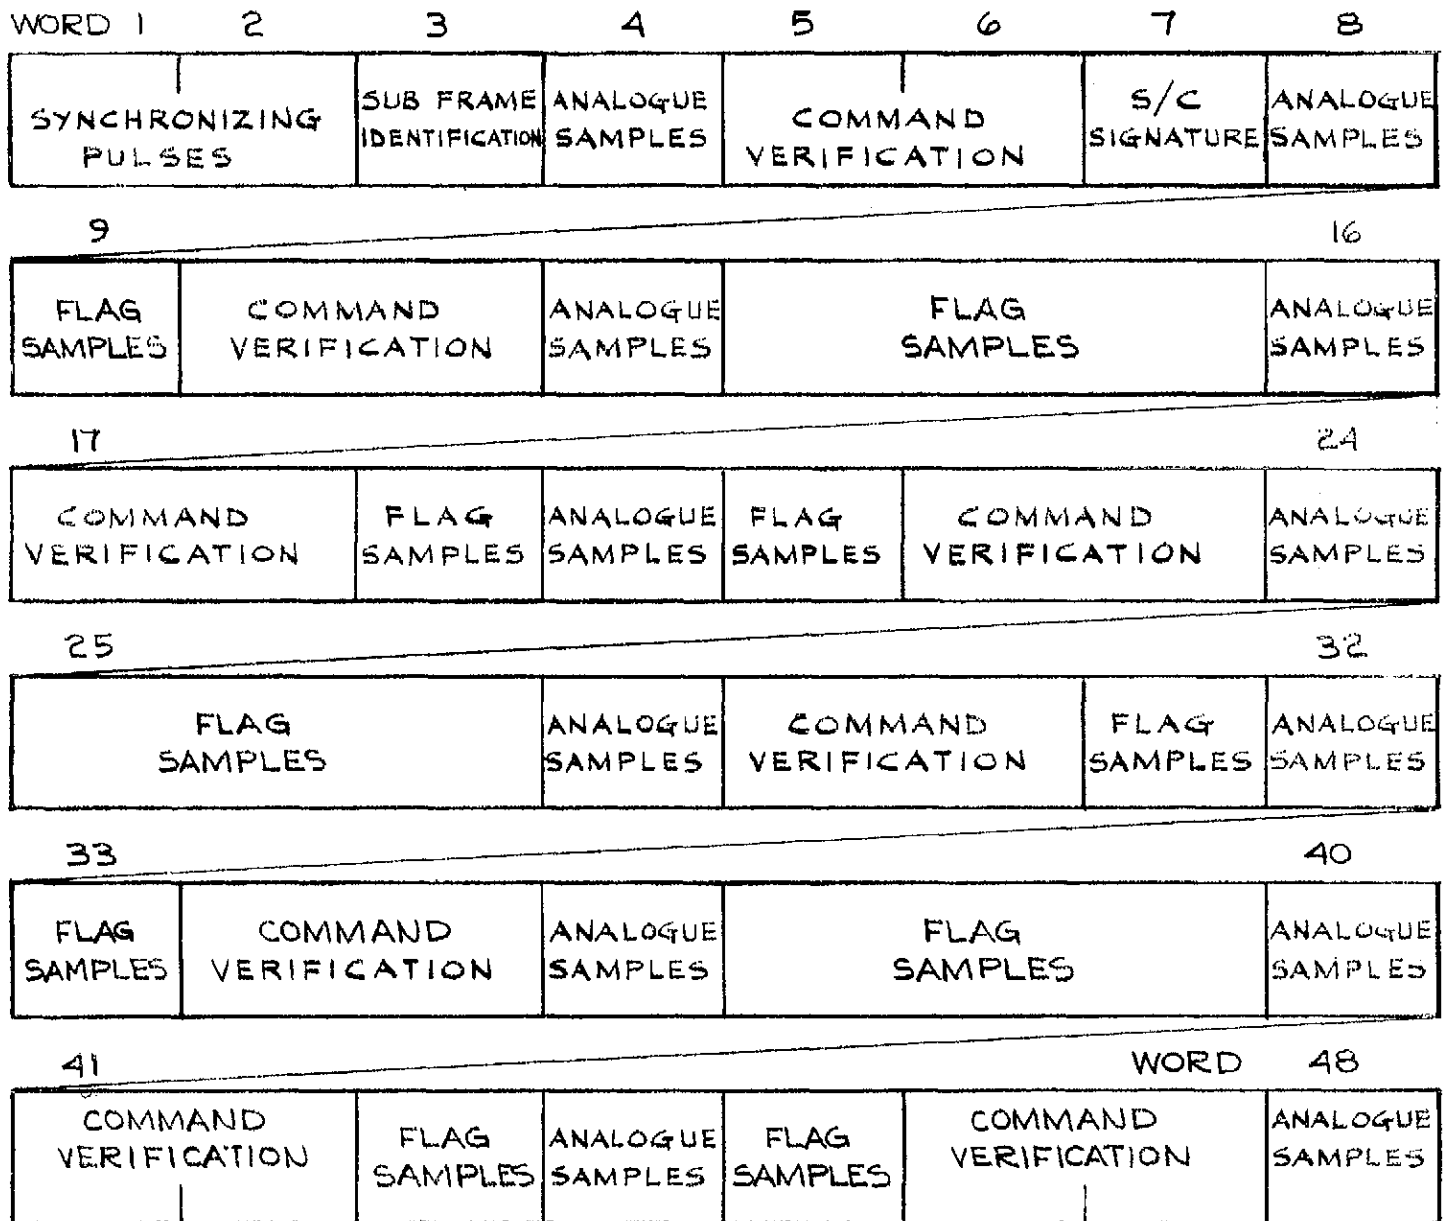 WORD 1 2 3 4 5 6 7 8
SYNCHRONIZING
PULSES
SUB FRAME
IDENTIFICATION
ANALOGUE
SAMPLES
COMMAND
VERIFICATION
S/C
SIGNATURE
ANALOGUE
SAMPLES
9 16
FLAG
SAMPLES
COMMAND
VERIFICATION
ANALOGUE
SAMPLES
FLAG
SAMPLES
ANALOGUE
SAMPLES
17 24
COMMAND
VERIFICATION
FLAG
SAMPLES
ANALOGUE
SAMPLES
FLAG
SAMPLES
COMMAND
VERIFICATION
ANALOGUE
SAMPLES
25 32
FLAG
SAMPLES
ANALOGUE
SAMPLES
COMMAND
VERIFICATION
FLAG
SAMPLES
ANALOGUE
SAMPLES
33 40
FLAG
SAMPLES
COMMAND
VERIFICATION
ANALOGUE
SAMPLES
FLAG
SAMPLES
ANALOGUE
SAMPLES
41 WORD 48
COMMAND
VERIFICATION
FLAG
SAMPLES
ANALOGUE
SAMPLES
FLAG
SAMPLES
COMMAND
VERIFICATION
ANALOGUE
SAMPLES